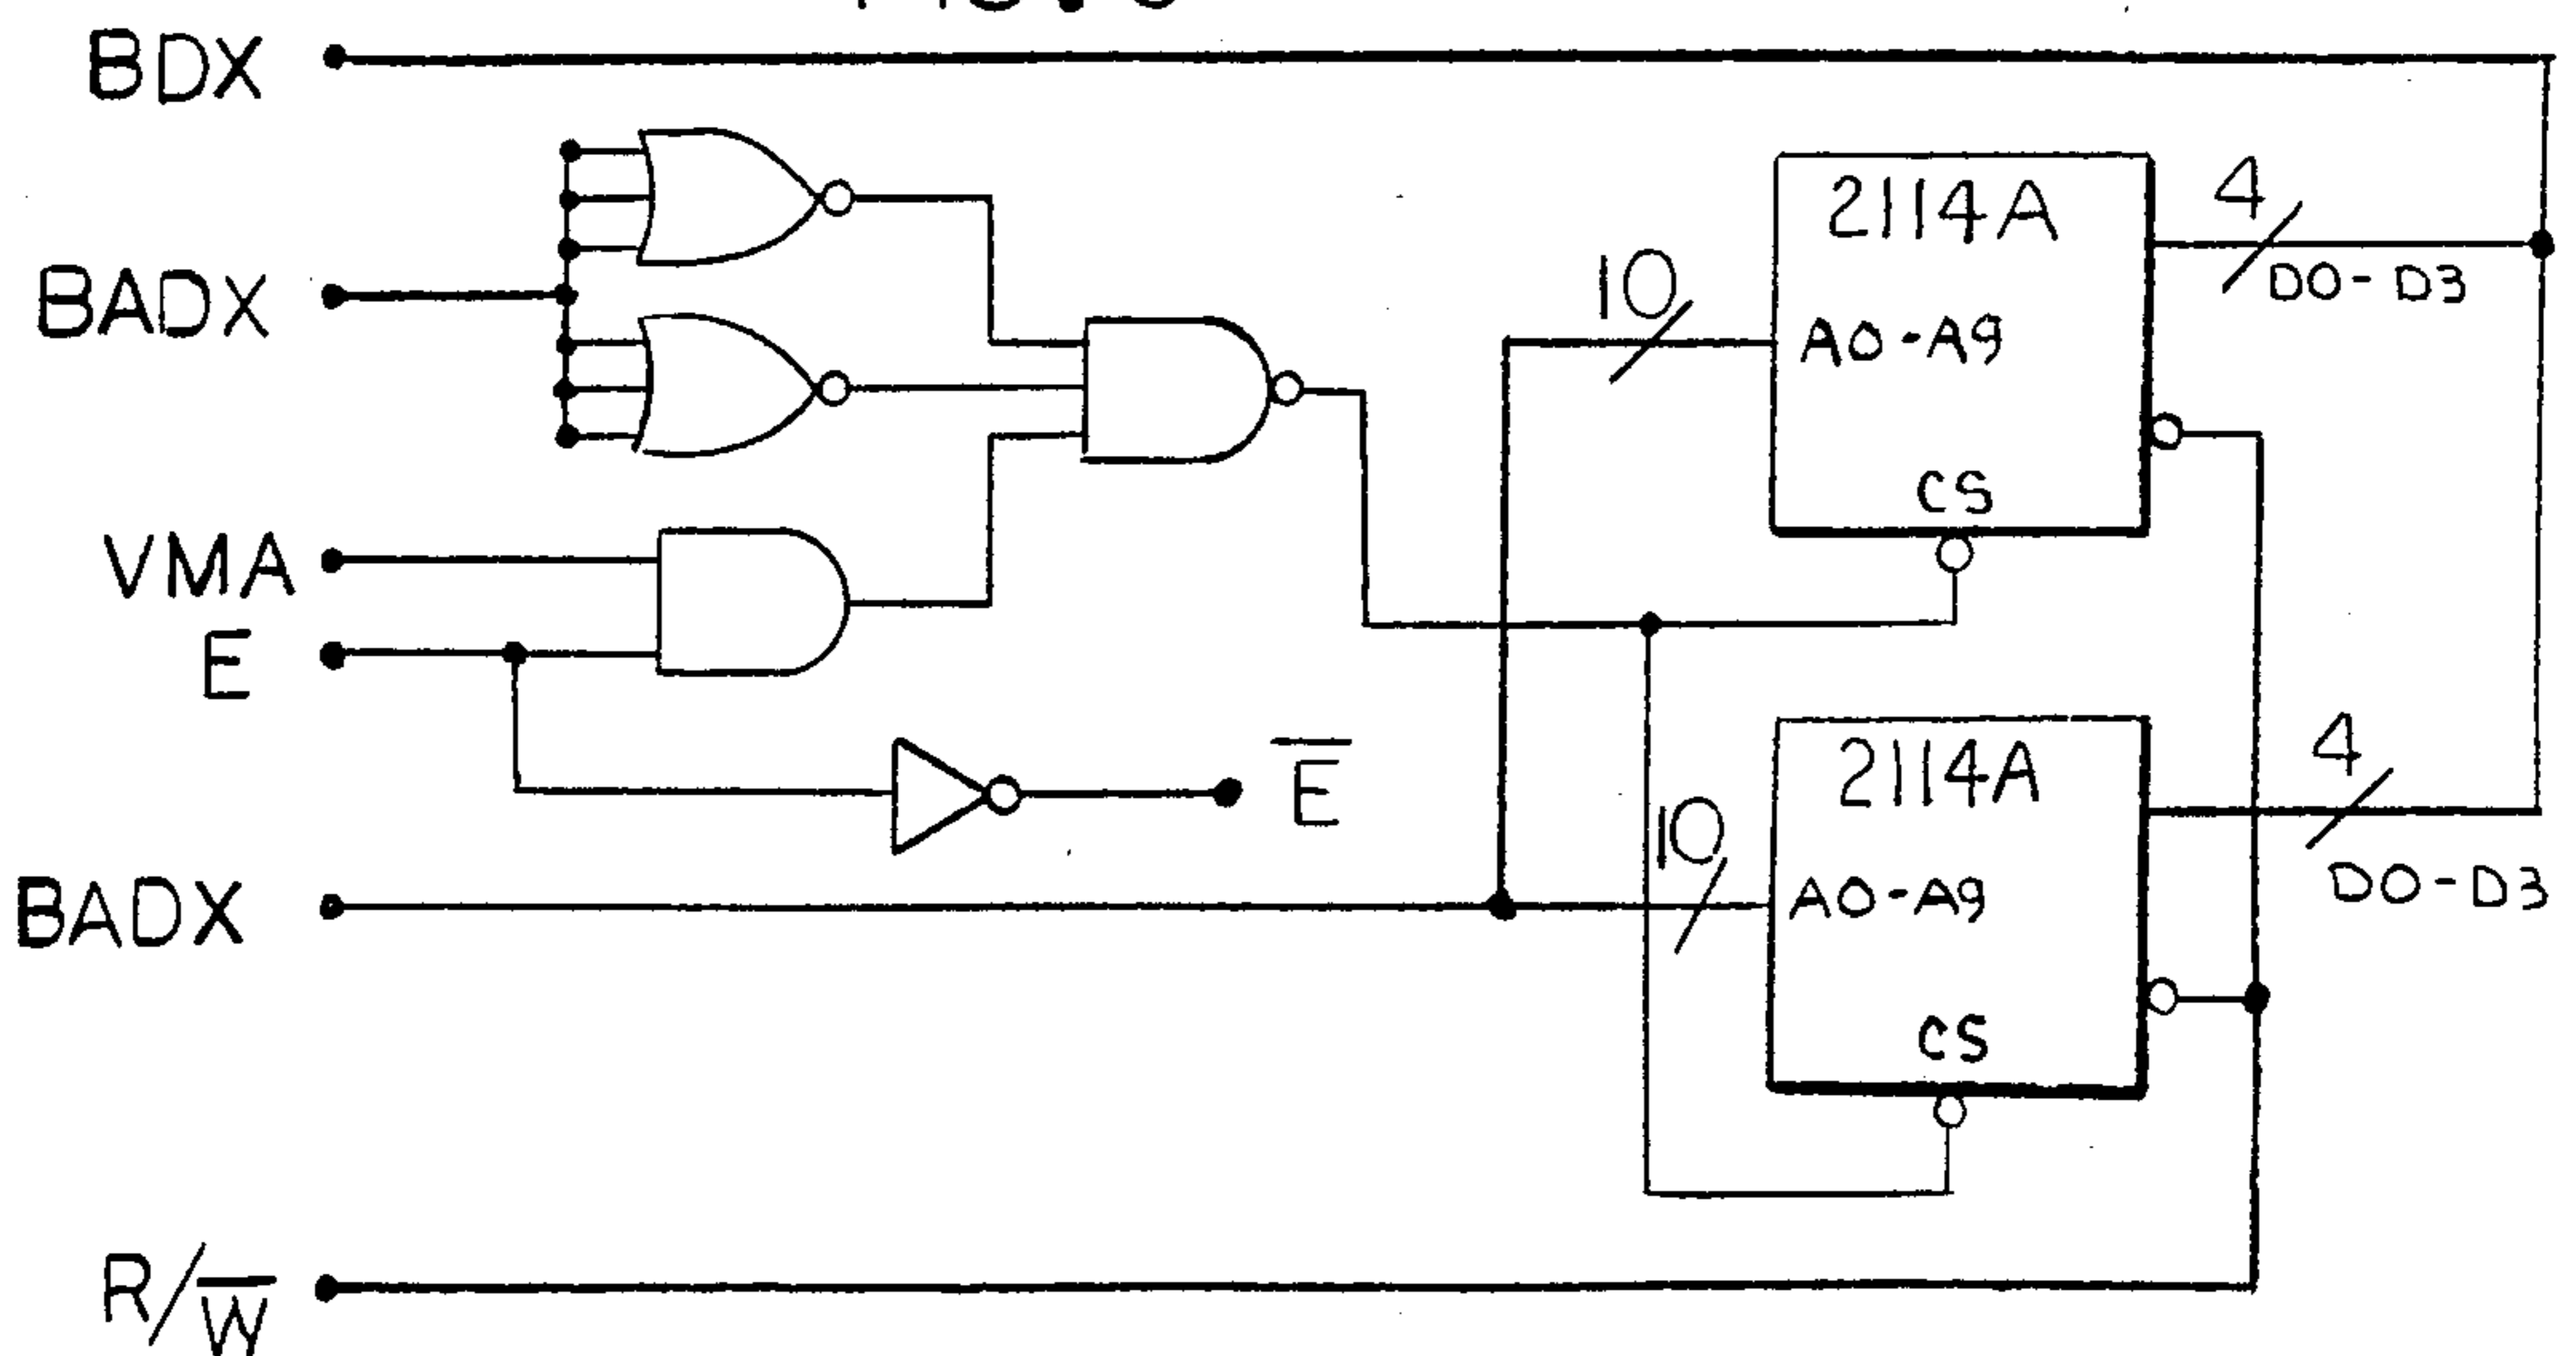 BDX
2114A
4
D0-D3
10
BADX
A0-A9
CS
VMA
E
2114A
4
E̅
10
D0-D3
BADX
A0-A9
CS
R/W̅